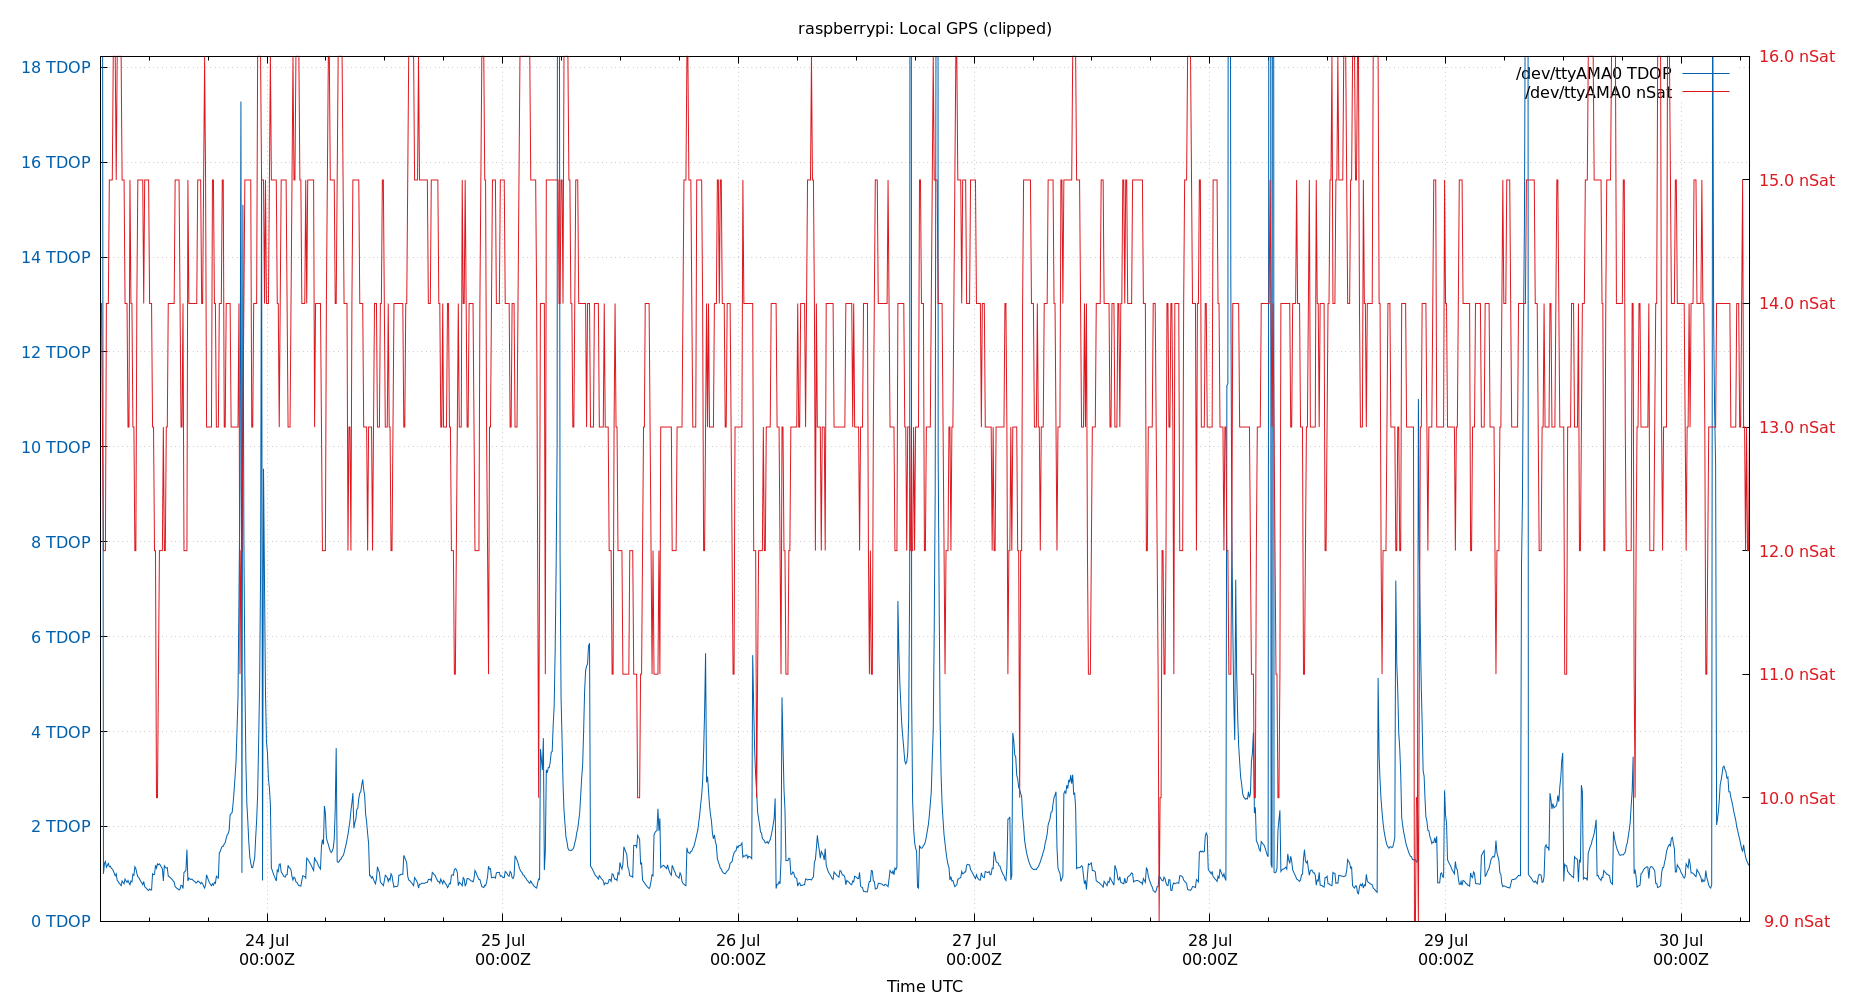 raspberrypi: Local GPS (clipped)
18 TDOP
16 TDOP
14 TDOP
12 TDOP
10 TDOP
8 TDOP
6 TDOP
4 TDOP
2 TDOP
0 TDOP
16.0 nSat
15.0 nSat
14.0 nSat
13.0 nSat
12.0 nSat
11.0 nSat
10.0 nSat
9.0 nSat
/dev/ttyAMA0 TDOP
/dev/ttyAMA0 nSat
24 Jul
00:00Z
25 Jul
00:00Z
26 Jul
00:00Z
27 Jul
00:00Z
28 Jul
00:00Z
29 Jul
00:00Z
30 Jul
00:00Z
Time UTC